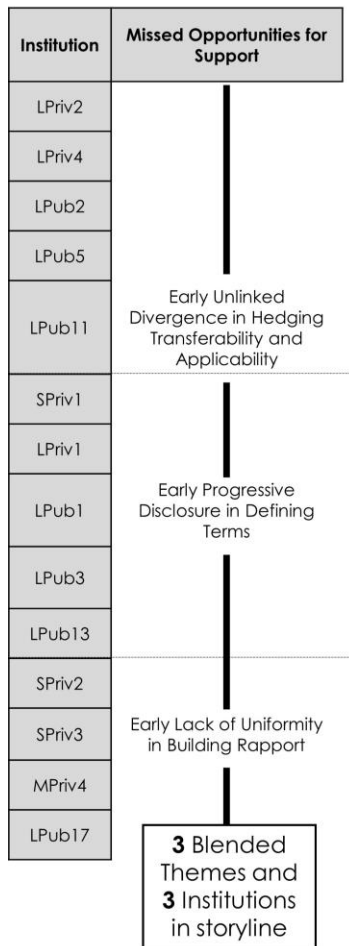 Institution
Missed Opportunities for
Support
LPriv2
LPriv4
LPub2
LPub5
LPub11
Early Unlinked
Divergence in Hedging
Transferability and
Applicability
SPriv1
LPriv1
LPub1
Early Progressive
Disclosure in Defining
Terms
LPub3
LPub13
SPriv2
SPriv3
Early Lack of Uniformity
in Building Rapport
MPriv4
LPub17
3 Blended
Themes and
3 Institutions
in storyline